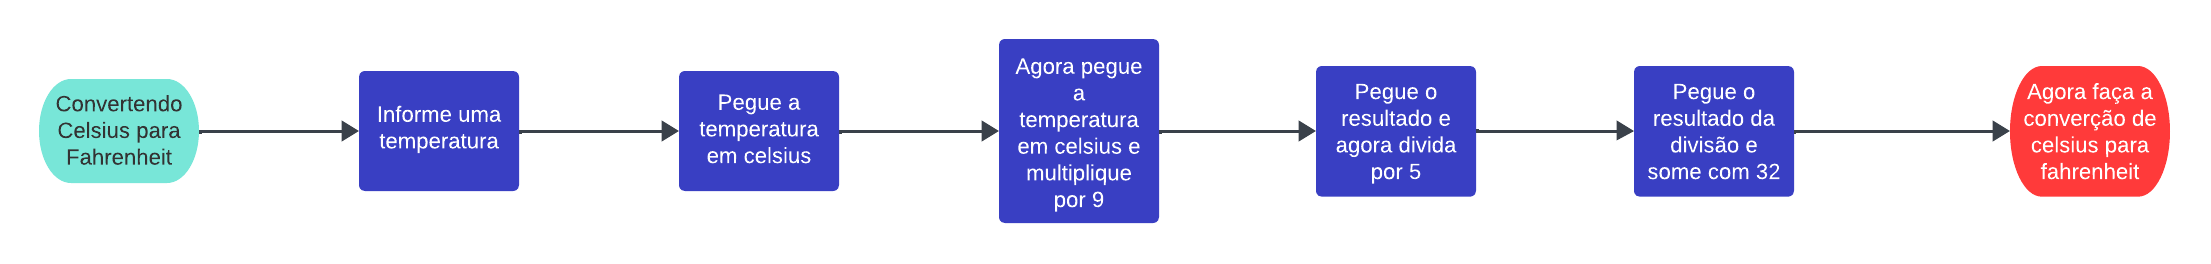 Convertendo
Celsius para
Fahrenheit
Informe uma
temperatura
Pegue a
temperatura
em celsius
Agora pegue
a
temperatura
em celsius e
multiplique
por 9
Pegue o
resultado e
agora divida
por 5
Pegue o
resultado da
divisão e
some com 32
Agora faça a
converção de
celsius para
fahrenheit